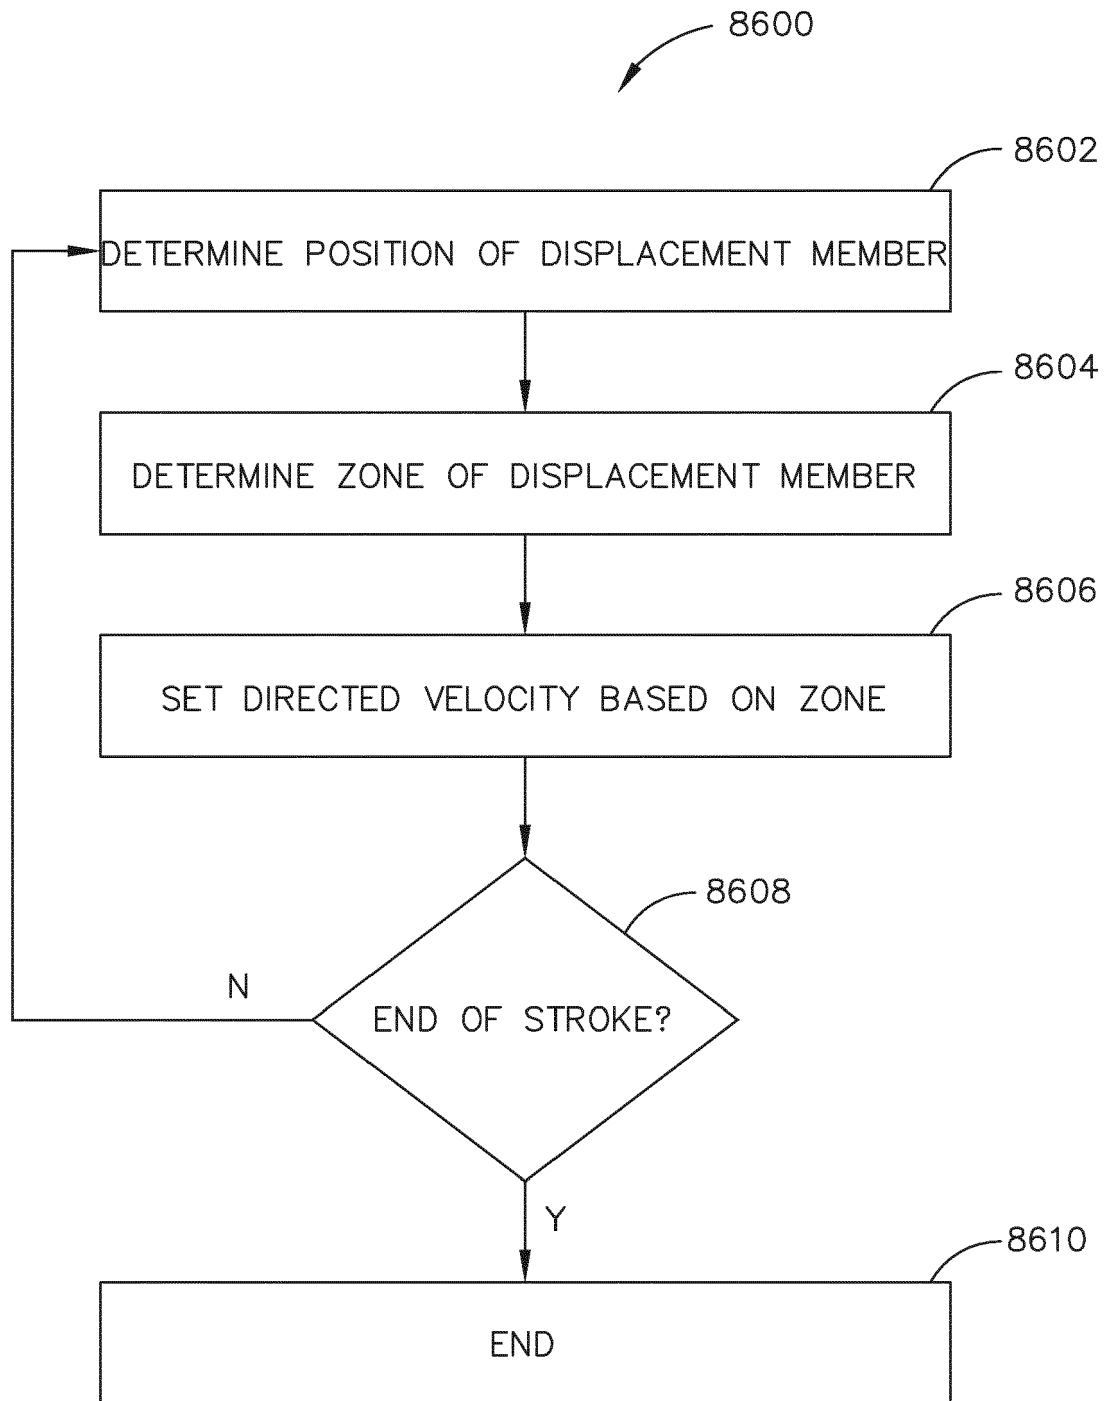 8600
8602
DETERMINE POSITION OF DISPLACEMENT MEMBER
8604
DETERMINE ZONE OF DISPLACEMENT MEMBER
8606
SET DIRECTED VELOCITY BASED ON ZONE
8608
N
END OF STROKE?
Y
8610
END